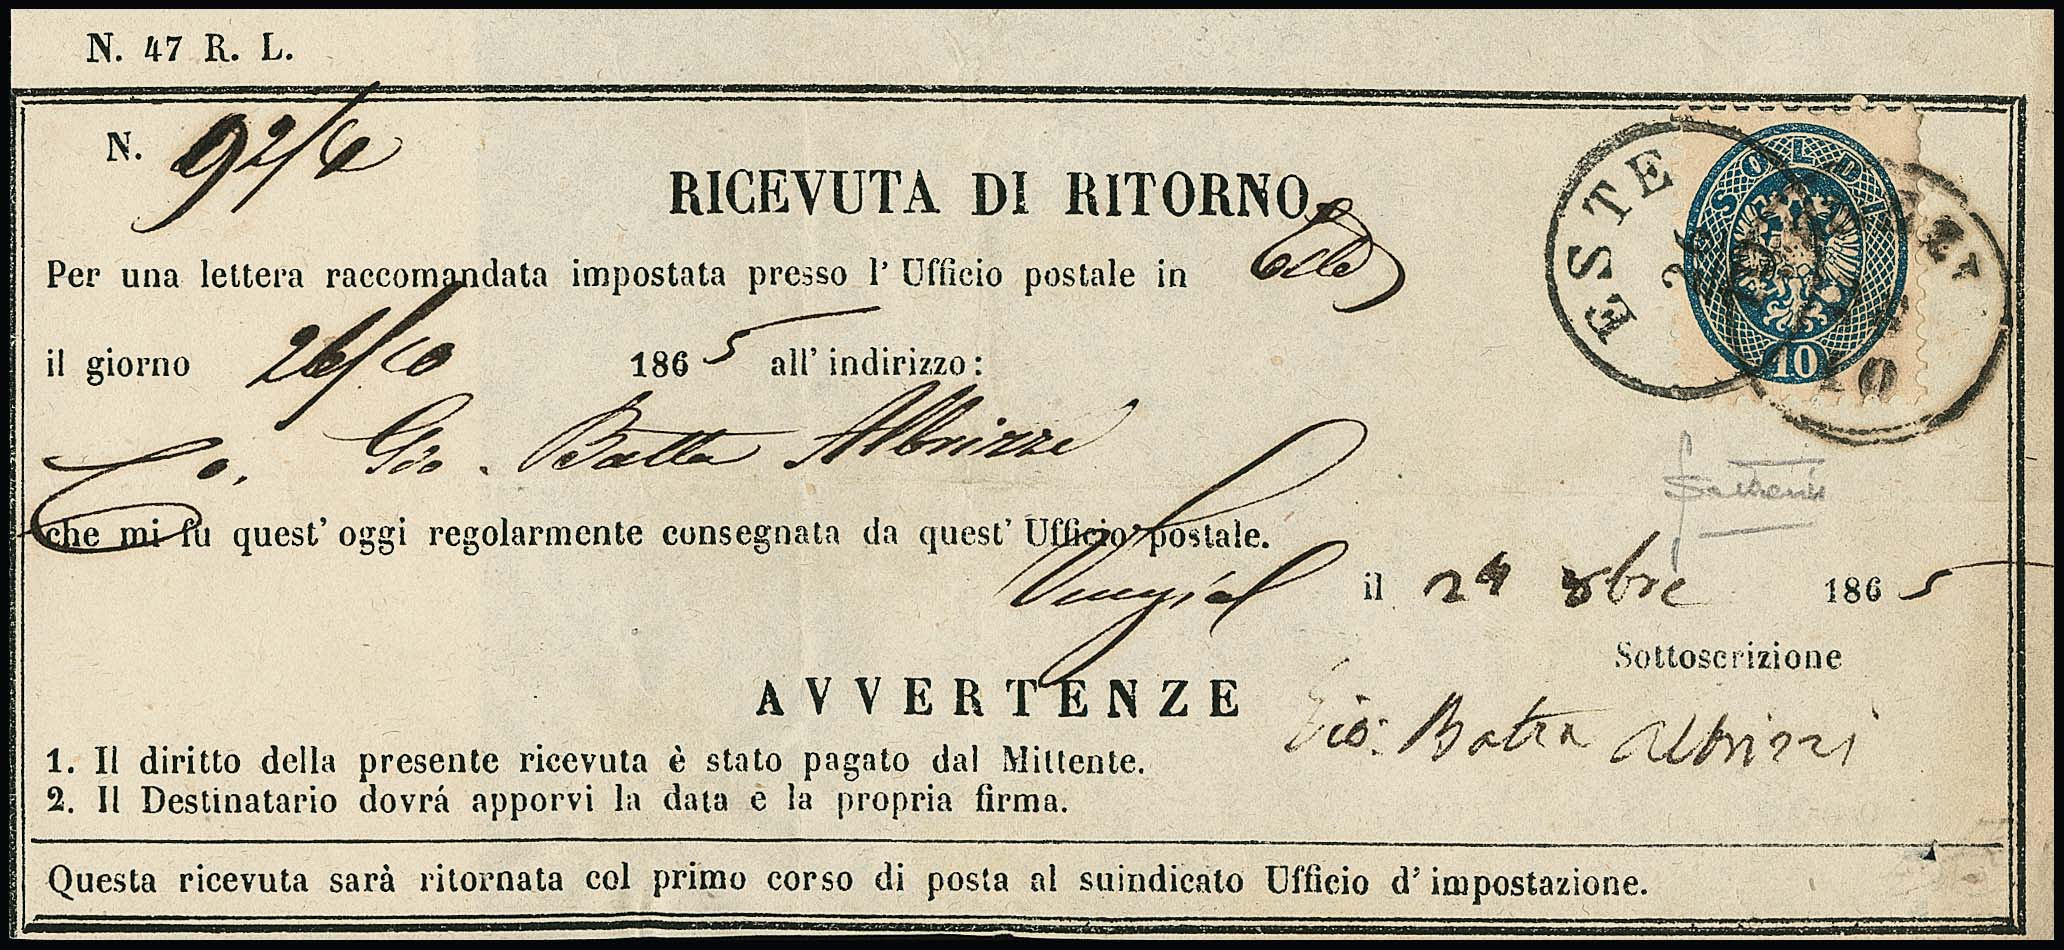 N. 47 R. L.
N. 92/6
RICEVUTA DI RITORNO
Per una lettera raccomandata impostata presso l' Ufficio postale in Este
il giorno 26/10 1865 all' indirizzo:
Gio. Batta Albrizzi
che mi fu quest' oggi regolarmente consegnata da quest' Ufficio postale.
il 1865
Sottoscrizione
Gio: Batta Albrizzi
AVVERTENZE
1. Il diritto della presente ricevuta è stato pagato dal Mittente.
2. Il Destinatario dovrá apporvi la data e la propria firma.
Questa ricevuta sarà ritornata col primo corso di posta al suindicato Ufficio d' impostazione.
ESTE
SOLDI
10